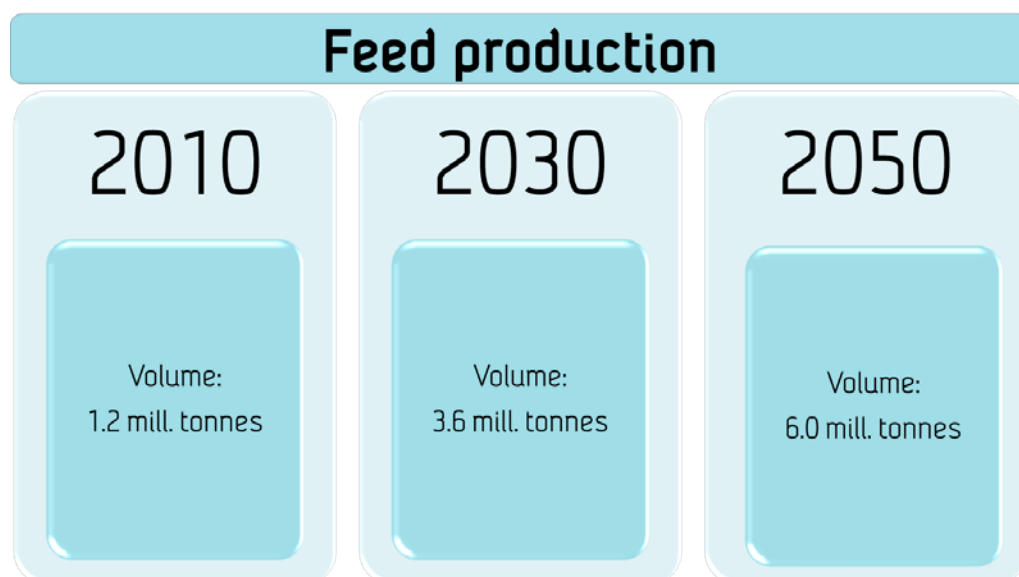 Feed production
2010
Volume:
1.2 mill. tonnes
2030
Volume:
3.6 mill. tonnes
2050
Volume:
6.0 mill. tonnes